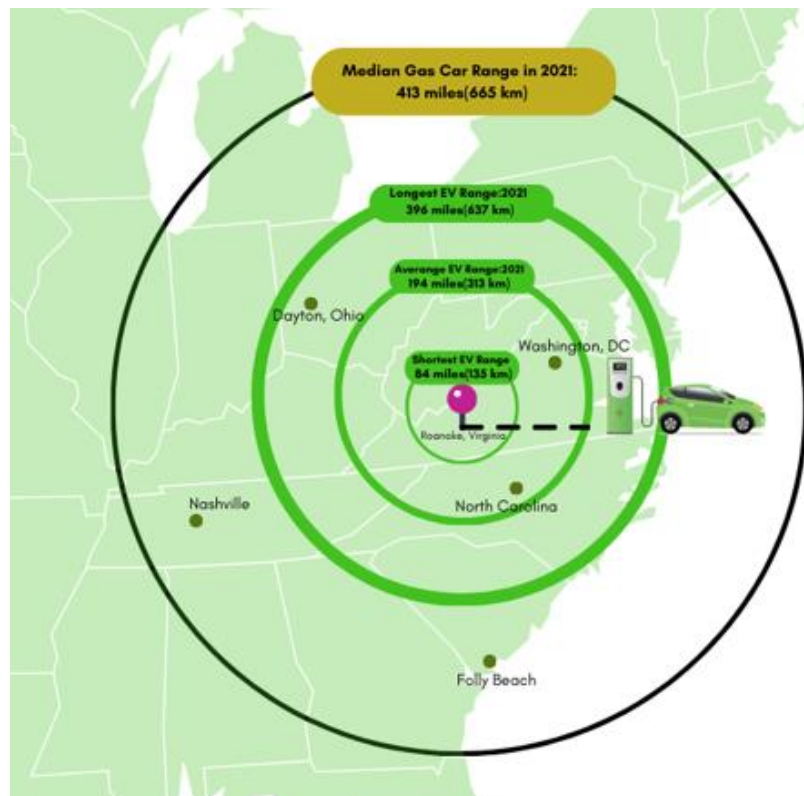 Median Gas Car Range in 2021:
413 miles(665 km)
Longest EV Range:2021
396 miles(637 km)
Averange EV Range:2021
194 miles(313 km)
Dayton, Ohio
Washington, DC
Shortest EV Range
84 miles(135 km)
Roanoke, Virginia
Nashville
North Carolina
Folly Beach